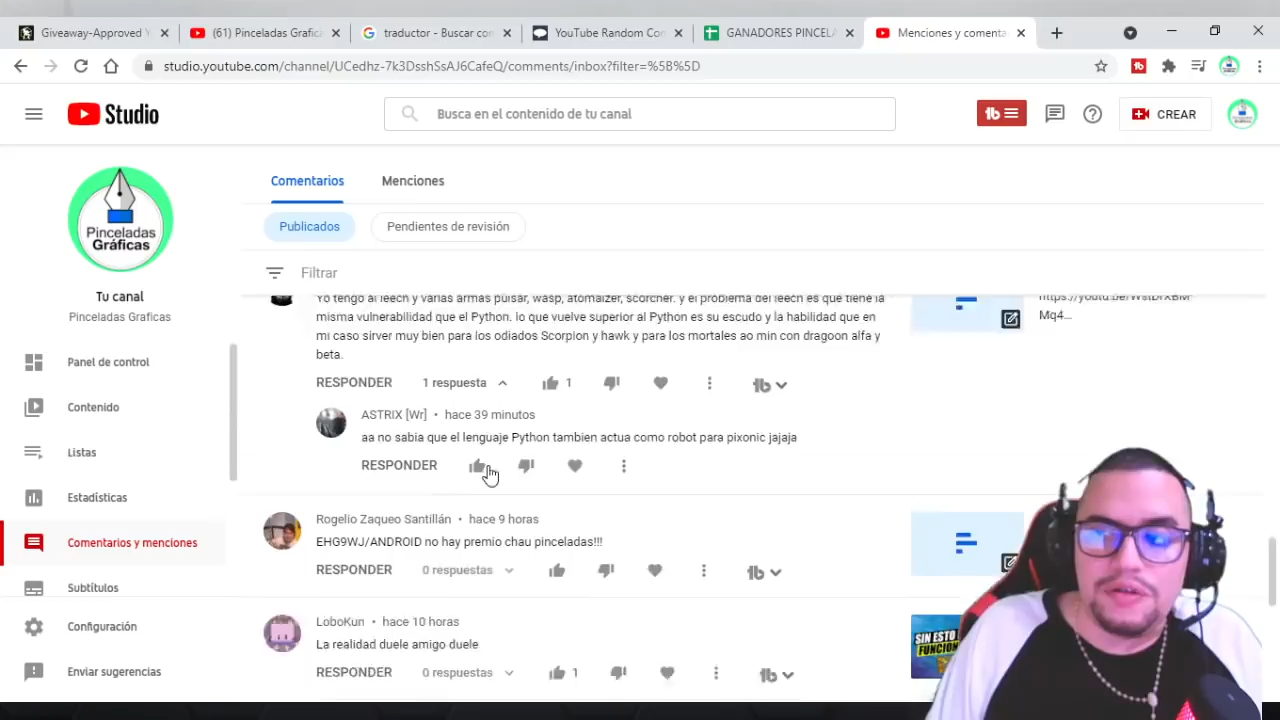 Giveaway-Approved Y
(61) Pinceladas Grafica
traductor - Buscar con
YouTube Random Con
GANADORES PINCELA
Menciones y comenta
studio.youtube.com/channel/UCedhz-7k3DsshSsAJ6CafeQ/comments/inbox?filter=%5B%5D
Studio
Busca en el contenido de tu canal
CREAR
Comentarios
Menciones
Publicados
Pendientes de revisión
Filtrar
Pinceladas
Gráficas
Tu canal
Pinceladas Graficas
Panel de control
Contenido
Listas
Estadísticas
Comentarios y menciones
Subtítulos
Configuración
Enviar sugerencias
Yo tengo al leech y varias armas pulsar, wasp, atomaizer, scorcher. y el problema del leech es que tiene la
misma vulnerabilidad que el Python. lo que vuelve superior al Python es su escudo y la habilidad que en
mi caso sirver muy bien para los odiados Scorpion y hawk y para los mortales ao min con dragoon alfa y
beta.
RESPONDER 1 respuesta 1
Mq4...
ASTRIX [Wr] • hace 39 minutos
aa no sabia que el lenguaje Python tambien actua como robot para pixonic jajaja
RESPONDER
Rogelio Zaqueo Santillán • hace 9 horas
EHG9WJ/ANDROID no hay premio chau pinceladas!!!
RESPONDER 0 respuestas
LoboKun • hace 10 horas
La realidad duele amigo duele
RESPONDER 0 respuestas 1
SIN ESTO
FUNCION